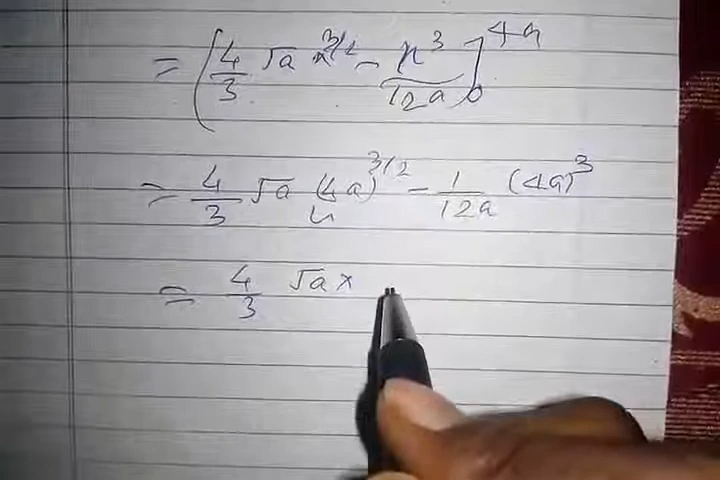 = [4/3 √a x^3/2 - x^3/12a]_0^4a
= 4/3 √a (4a)^3/2 - 1/12a (4a)^3
= 4/3 √a ×